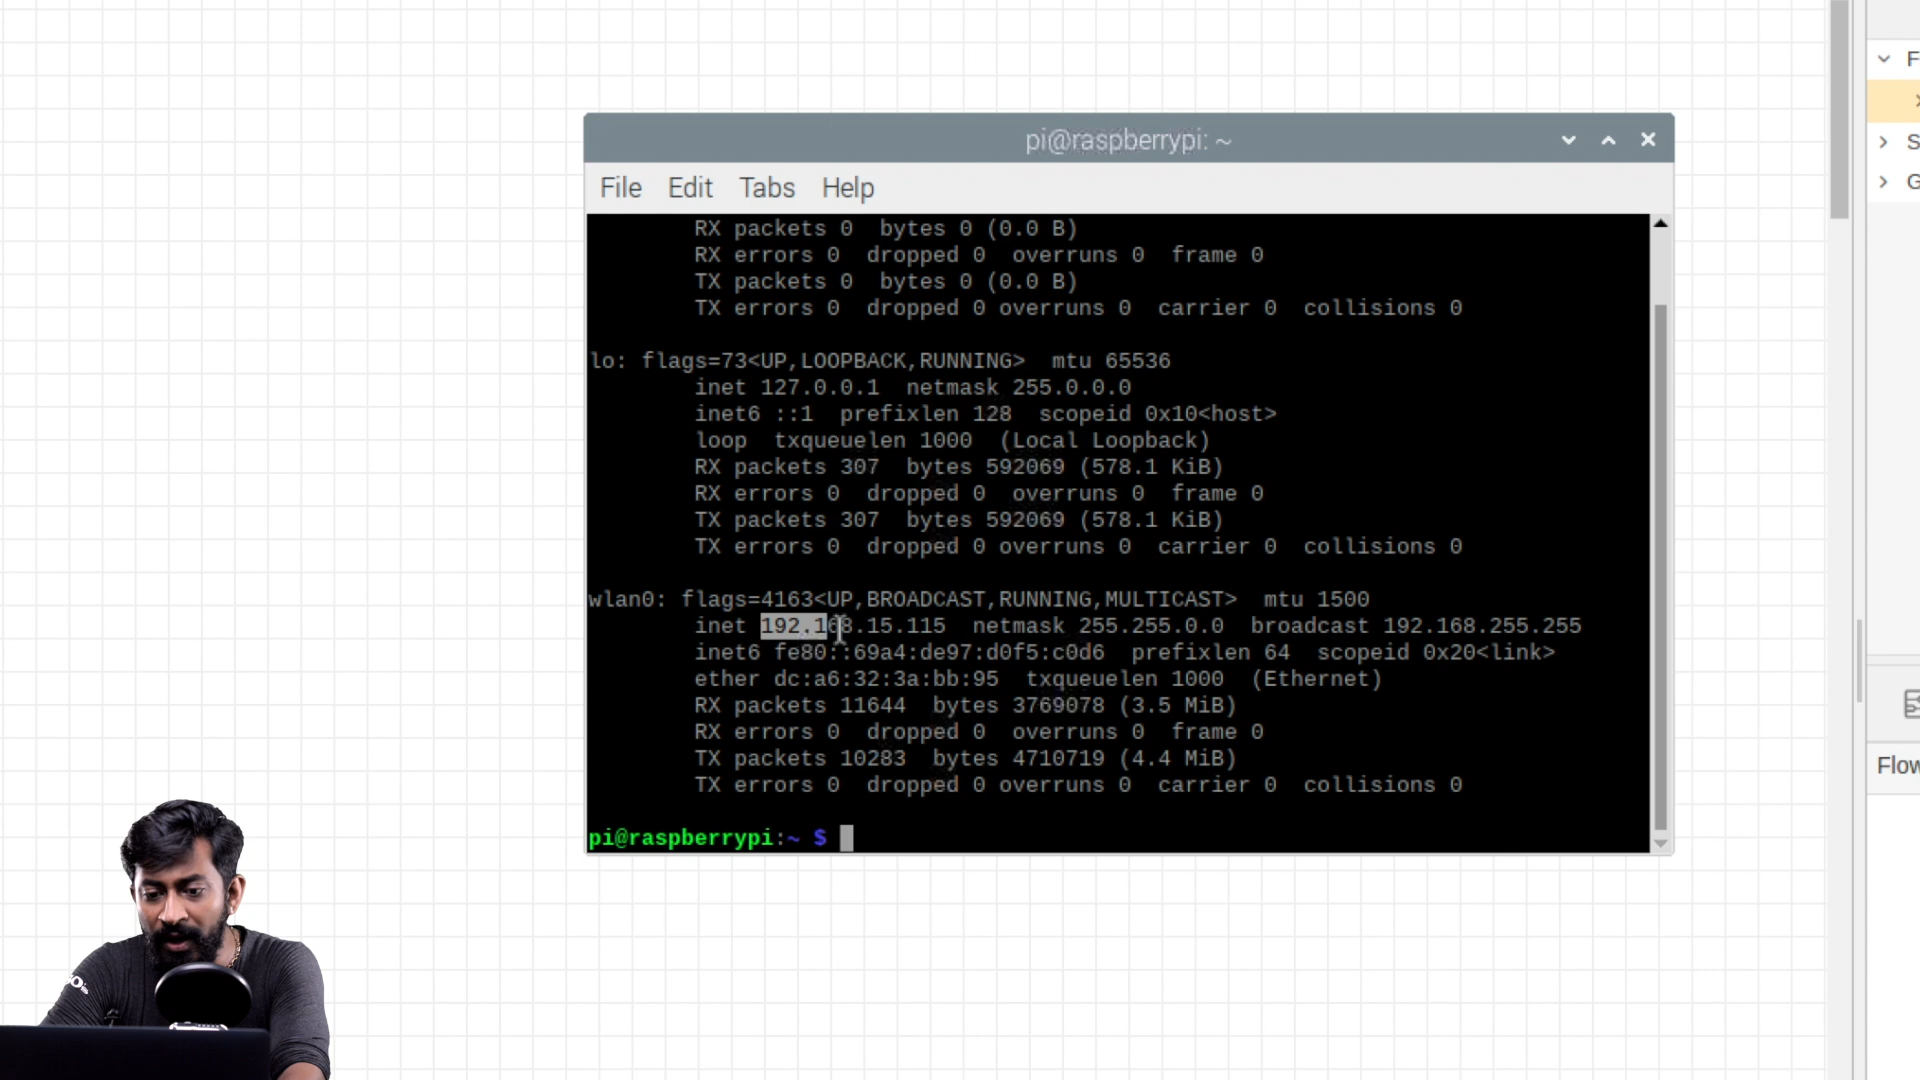 pi@raspberrypi: ~
File Edit Tabs Help
RX packets 0 bytes 0 (0.0 B)
RX errors 0 dropped 0 overruns 0 frame 0
TX packets 0 bytes 0 (0.0 B)
TX errors 0 dropped 0 overruns 0 carrier 0 collisions 0
lo: flags=73<UP,LOOPBACK,RUNNING> mtu 65536
inet 127.0.0.1 netmask 255.0.0.0
inet6 ::1 prefixlen 128 scopeid 0x10<host>
loop txqueuelen 1000 (Local Loopback)
RX packets 307 bytes 592069 (578.1 KiB)
RX errors 0 dropped 0 overruns 0 frame 0
TX packets 307 bytes 592069 (578.1 KiB)
TX errors 0 dropped 0 overruns 0 carrier 0 collisions 0
wlan0: flags=4163<UP,BROADCAST,RUNNING,MULTICAST> mtu 1500
inet 192.168.15.115 netmask 255.255.0.0 broadcast 192.168.255.255
inet6 fe80::69a4:de97:d0f5:c0d6 prefixlen 64 scopeid 0x20<link>
ether dc:a6:32:3a:bb:95 txqueuelen 1000 (Ethernet)
RX packets 11644 bytes 3769078 (3.5 MiB)
RX errors 0 dropped 0 overruns 0 frame 0
TX packets 10283 bytes 4710719 (4.4 MiB)
TX errors 0 dropped 0 overruns 0 carrier 0 collisions 0
pi@raspberrypi:~ $
F
S
G
Flow